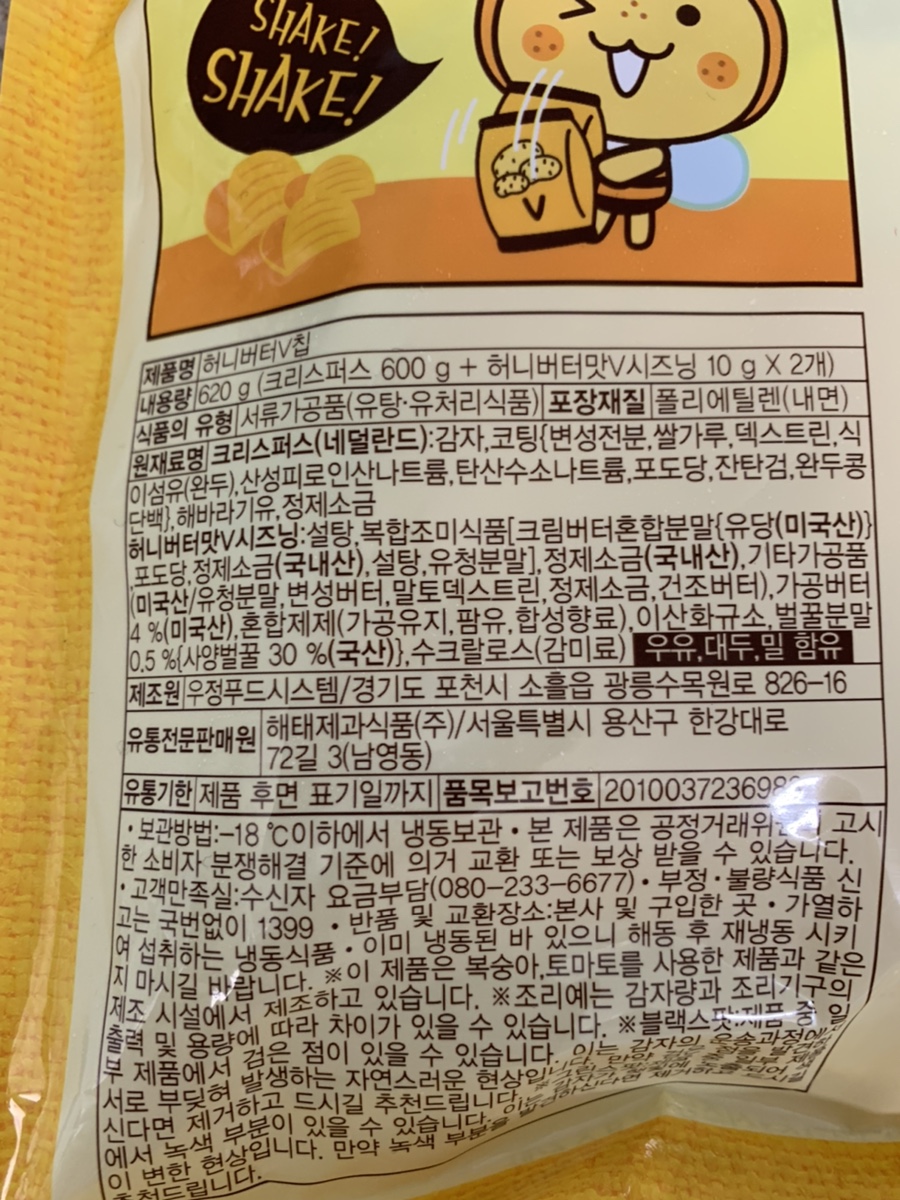 SHAKE!
SHAKE!
제품명 허니버터V칩
내용량 620 g (크리스퍼스 600 g + 허니버터맛V시즈닝 10 g X 2개)
식품의 유형 서류가공품(유탕·유처리식품) 포장재질 폴리에틸렌(내면)
원재료명 크리스퍼스(네덜란드):감자,코팅{변성전분,쌀가루,덱스트린,식
이섬유(완두),산성피로인산나트륨,탄산수소나트륨,포도당,잔탄검,완두콩
단백},해바라기유,정제소금
허니버터맛V시즈닝:설탕,복합조미식품[크림버터혼합분말{유당(미국산)}
,포도당,정제소금(국내산),설탕,유청분말],정제소금(국내산),기타가공품
(미국산/유청분말,변성버터,말토덱스트린,정제소금,건조버터),가공버터
4 %(미국산),혼합제제(가공유지,팜유,합성향료),이산화규소,벌꿀분말
0.5 %{사양벌꿀 30 %(국산)},수크랄로스(감미료) 우유,대두,밀 함유
제조원 우정푸드시스템/경기도 포천시 소흘읍 광릉수목원로 826-16
유통전문판매원 해태제과식품(주)/서울특별시 용산구 한강대로
72길 3(남영동)
유통기한 제품 후면 표기일까지 품목보고번호 201003723698
·보관방법:-18 ℃이하에서 냉동보관 · 본 제품은 공정거래위 고시
한 소비자 분쟁해결 기준에 의거 교환 또는 보상 받을 수 있습니다.
·고객만족실:수신자 요금부담(080-233-6677) · 부정·불량식품 신
고는 국번없이 1399 · 반품 및 교환장소:본사 및 구입한 곳 · 가열하
여 섭취하는 냉동식품 · 이미 냉동된 바 있으니 해동 후 재냉동 시키
지 마시길 바랍니다. ※이 제품은 복숭아,토마토를 사용한 제품과 같은
제조 시설에서 제조하고 있습니다. ※조리예는 감자량과 조리기구의
출력 및 용량에 따라 차이가 있을 수 있습니다. ※블랙스팟:제품 중 일
부 제품에서 검은 점이 있을 수 있습니다. 이는 감자의 운송과정에
서로 부딪혀 발생하는 자연스러운 현상입니다.
신다면 제거하고 드시길 추천드립니다.
에서 녹색 부분이 있을 수 있습니다.
이 변한 현상입니다. 만약 녹색 부분을
추천드립니다.